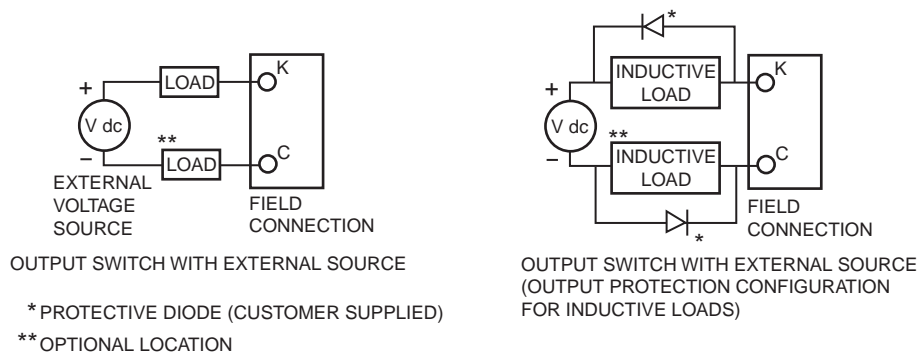 +
V dc
−
LOAD
K
**
LOAD
C
EXTERNAL
VOLTAGE
SOURCE
FIELD
CONNECTION
OUTPUT SWITCH WITH EXTERNAL SOURCE
*
INDUCTIVE
LOAD
K
+
V dc
−
**
INDUCTIVE
LOAD
C
*
FIELD
CONNECTION
OUTPUT SWITCH WITH EXTERNAL SOURCE
(OUTPUT PROTECTION CONFIGURATION
FOR INDUCTIVE LOADS)
* PROTECTIVE DIODE (CUSTOMER SUPPLIED)
** OPTIONAL LOCATION